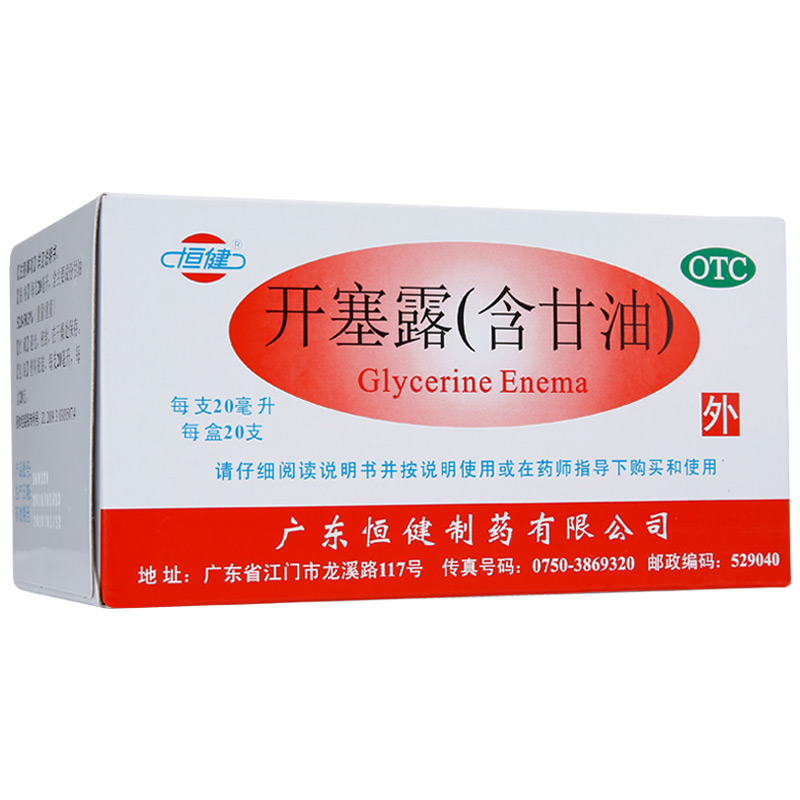 恒健®
OTC
开塞露(含甘油)
Glycerine Enema
每支20毫升
每盒20支
外
请仔细阅读说明书并按说明使用或在药师指导下购买和使用
广东恒健制药有限公司
地址：广东省江门市龙溪路117号 传真号码：0750-3869320 邮政编码：529040